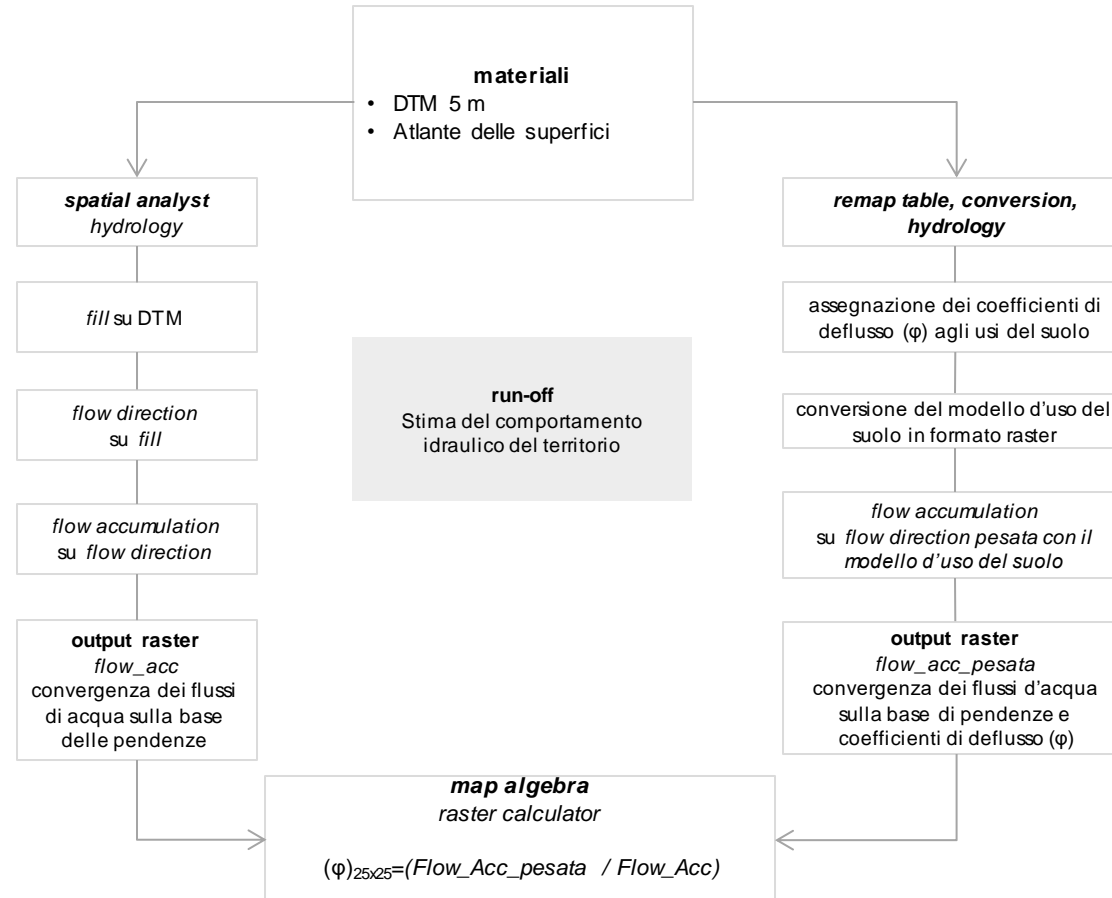 materiali
• DTM 5 m
• Atlante delle superfici
spatial analyst
hydrology
fill su DTM
flow direction
su fill
flow accumulation
su flow direction
output raster
flow_acc
convergenza dei flussi
di acqua sulla base
delle pendenze
run-off
Stima del comportamento
idraulico del territorio
remap table, conversion,
hydrology
assegnazione dei coefficienti di
deflusso (φ) agli usi del suolo
conversione del modello d'uso del
suolo in formato raster
flow accumulation
su flow direction pesata con il
modello d'uso del suolo
output raster
flow_acc_pesata
convergenza dei flussi d'acqua
sulla base di pendenze e
coefficienti di deflusso (φ)
map algebra
raster calculator
(φ)25x25=(Flow_Acc_pesata / Flow_Acc)